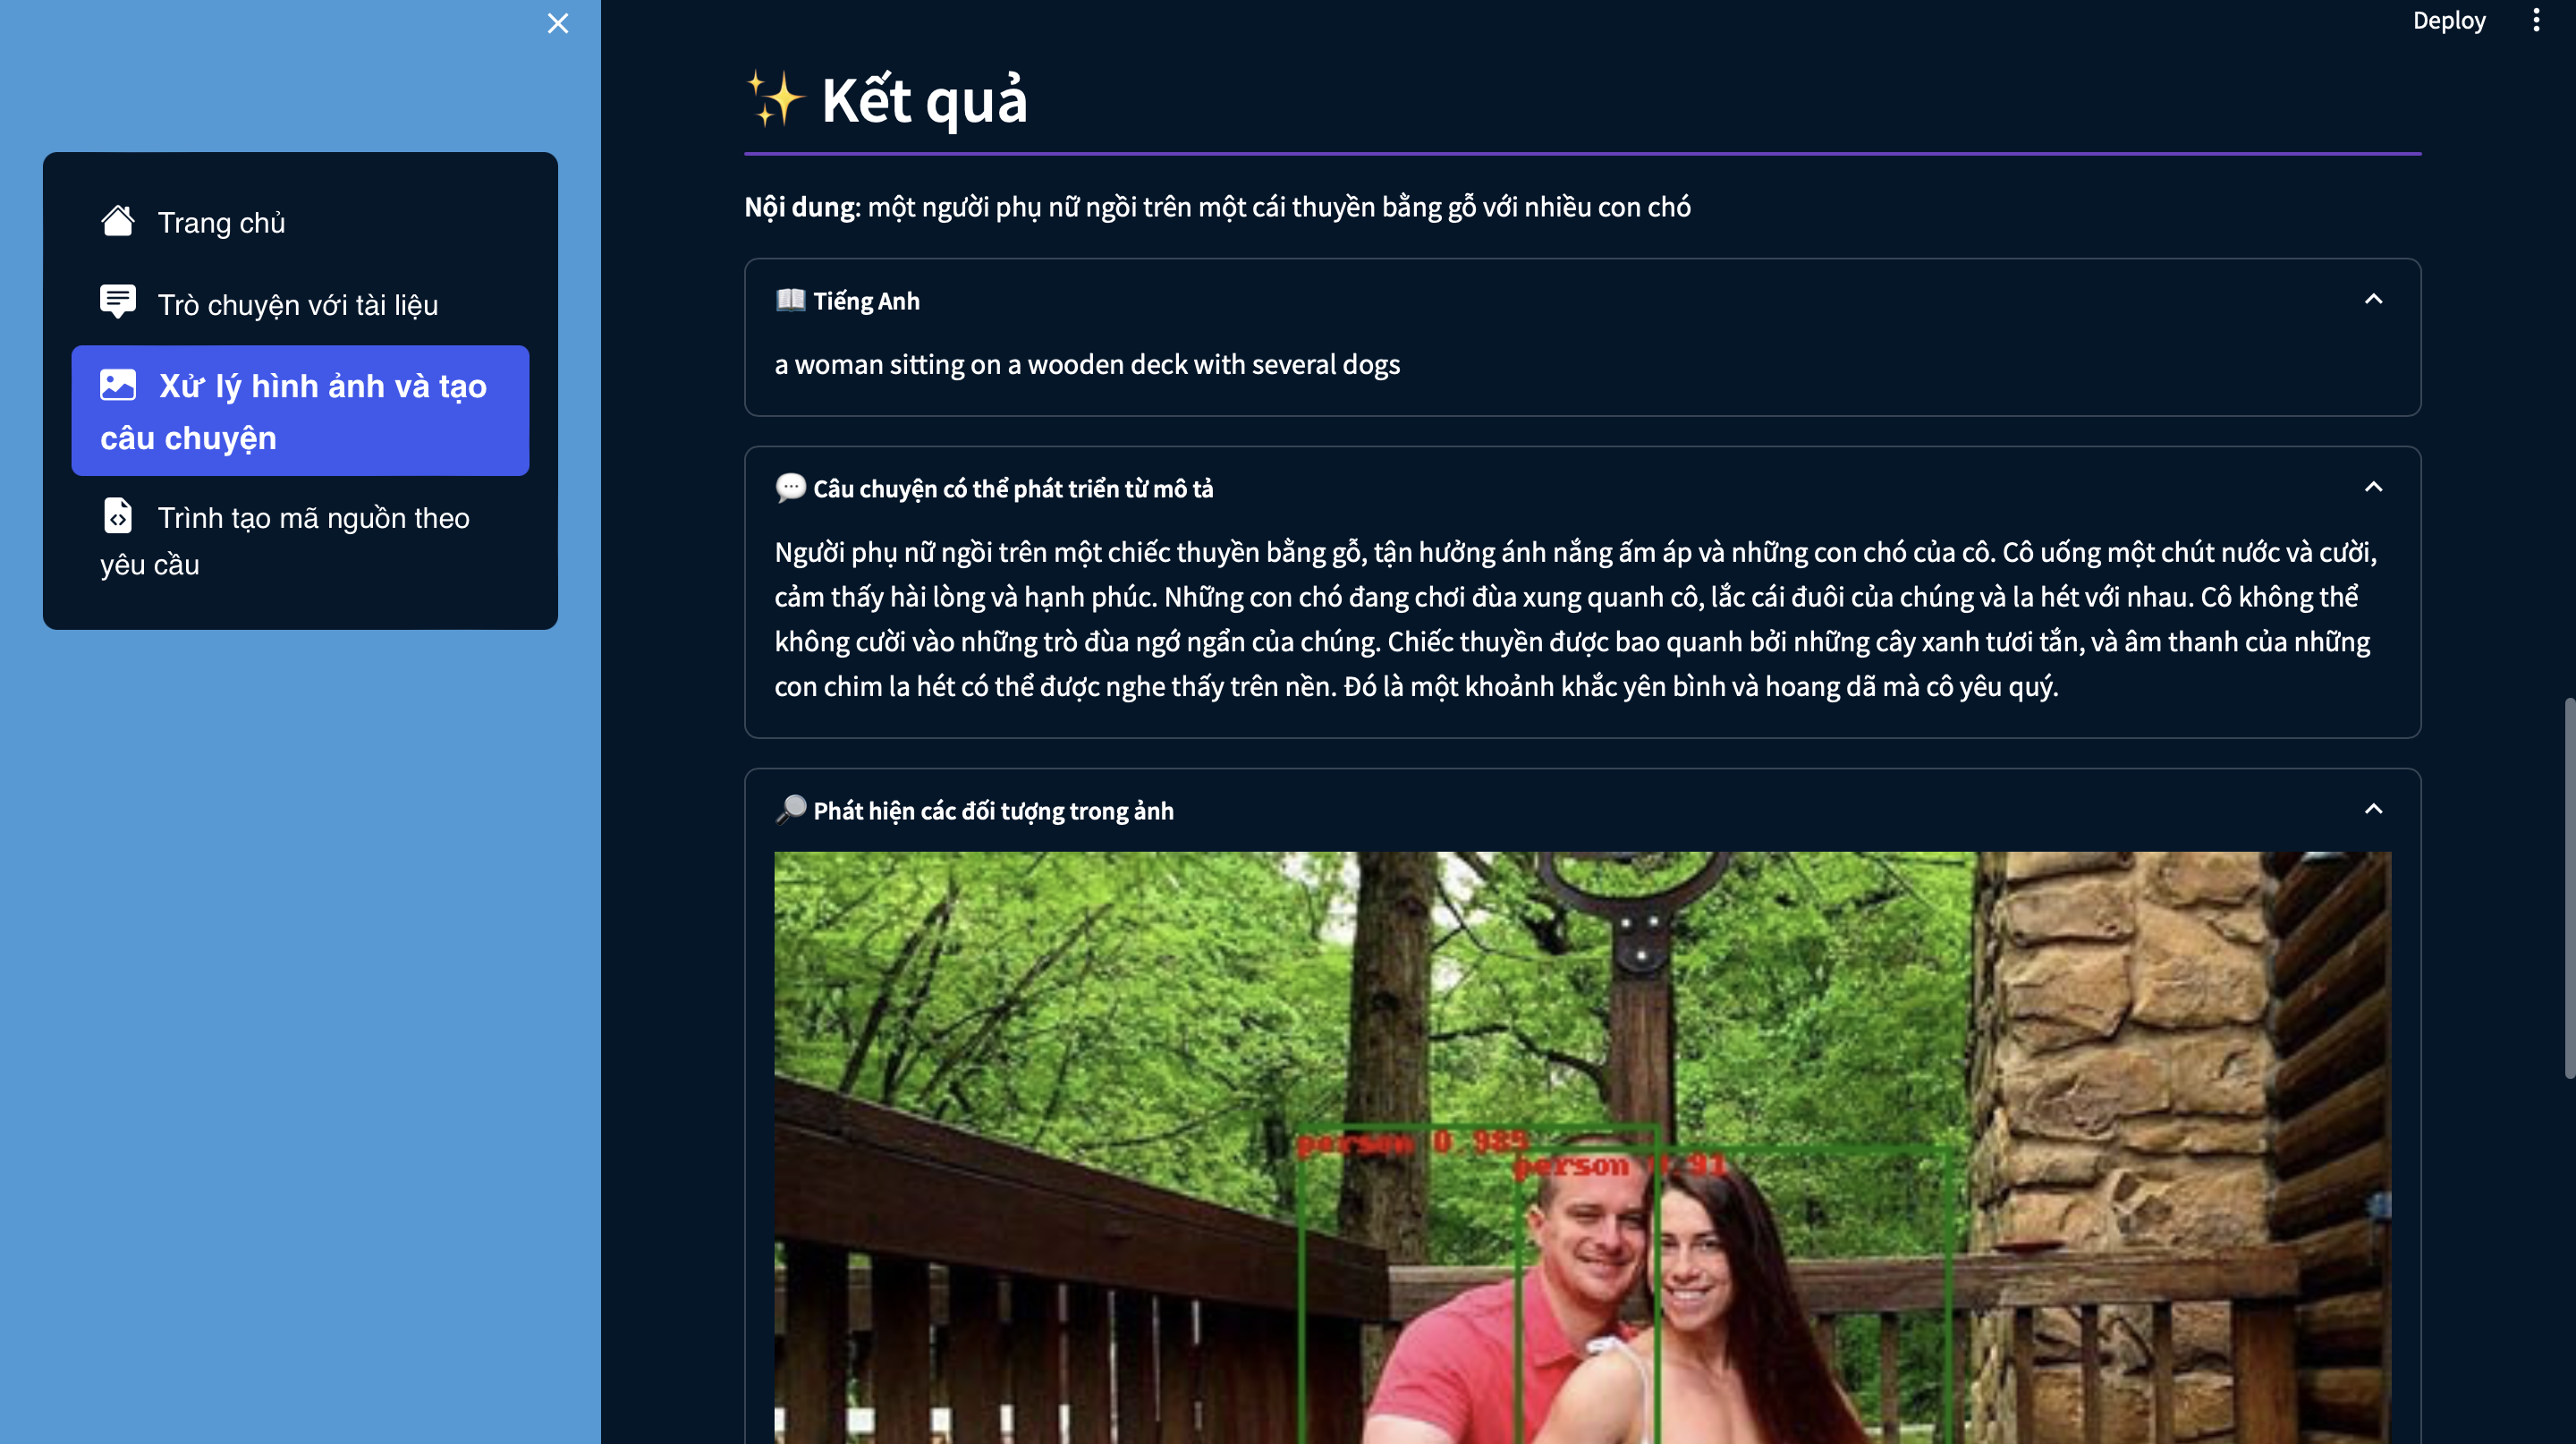 Deploy
Trang chủ
Trò chuyện với tài liệu
Xử lý hình ảnh và tạo
câu chuyện
Trình tạo mã nguồn theo
yêu cầu
✨ Kết quả
Nội dung: một người phụ nữ ngồi trên một cái thuyền bằng gỗ với nhiều con chó
📖 Tiếng Anh
a woman sitting on a wooden deck with several dogs
💬 Câu chuyện có thể phát triển từ mô tả
Người phụ nữ ngồi trên một chiếc thuyền bằng gỗ, tận hưởng ánh nắng ấm áp và những con chó của cô. Cô uống một chút nước và cười,
cảm thấy hài lòng và hạnh phúc. Những con chó đang chơi đùa xung quanh cô, lắc cái đuôi của chúng và la hét với nhau. Cô không thể
không cười vào những trò đùa ngớ ngẩn của chúng. Chiếc thuyền được bao quanh bởi những cây xanh tươi tắn, và âm thanh của những
con chim la hét có thể được nghe thấy trên nền. Đó là một khoảnh khắc yên bình và hoang dã mà cô yêu quý.
🔎 Phát hiện các đối tượng trong ảnh
person 0.989
person 0.91